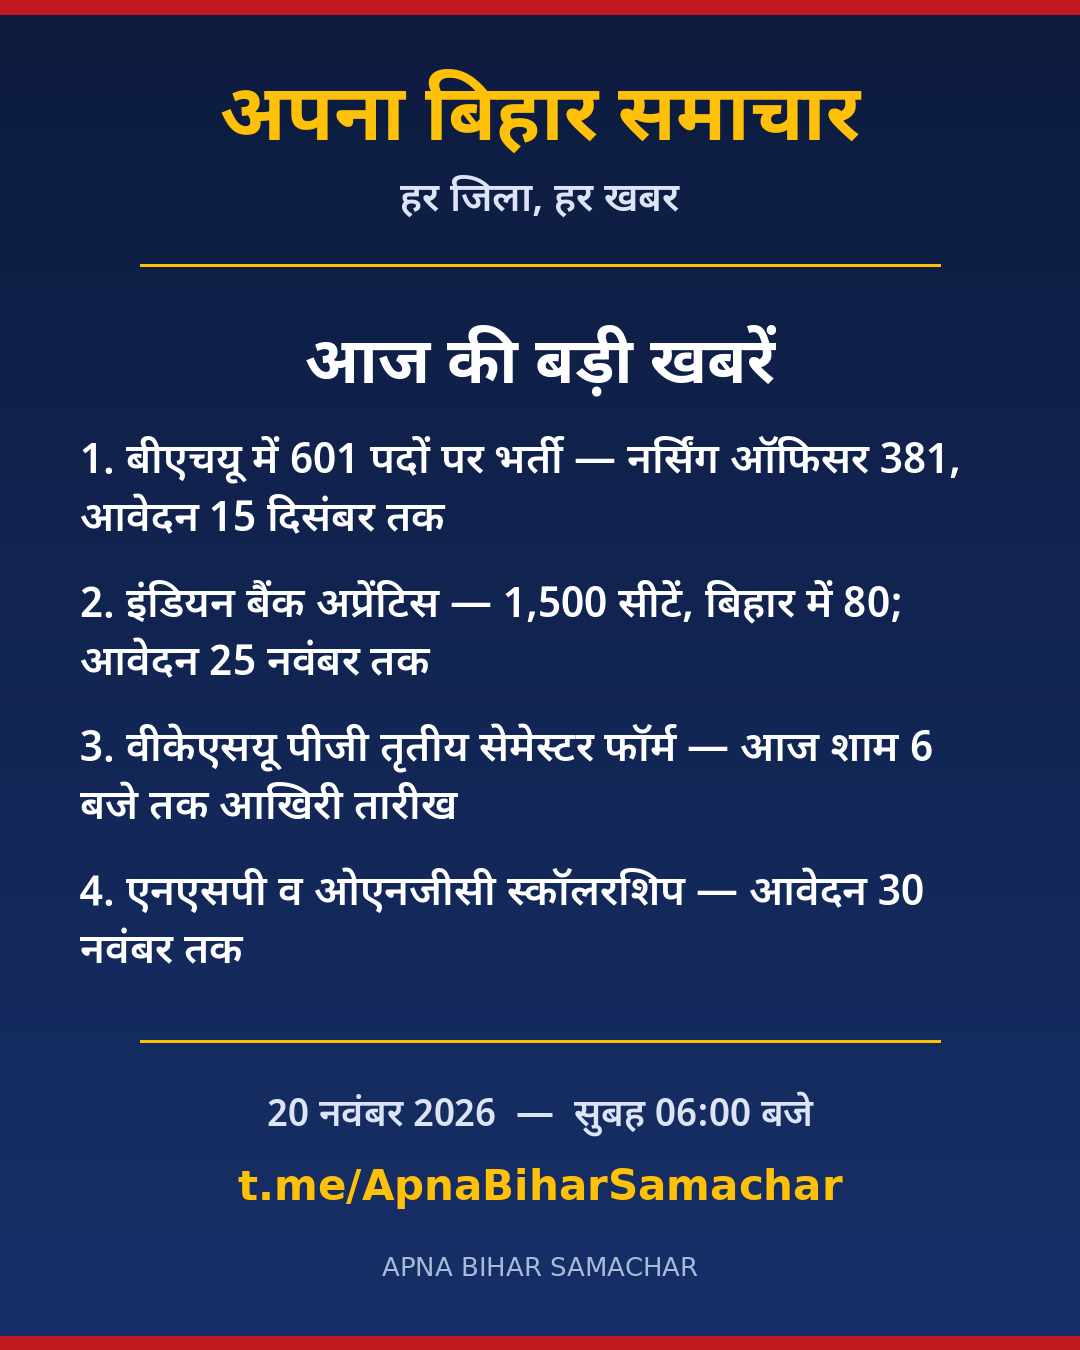 अपना बिहार समाचार
हर जिला, हर खबर
आज की बड़ी खबरें
1. बीएचयू में 601 पदों पर भर्ती — नर्सिंग ऑफिसर 381,
आवेदन 15 दिसंबर तक
2. इंडियन बैंक अप्रेंटिस — 1,500 सीटें, बिहार में 80;
आवेदन 25 नवंबर तक
3. वीकेएसयू पीजी तृतीय सेमेस्टर फॉर्म — आज शाम 6
बजे तक आखिरी तारीख
4. एनएसपी व ओएनजीसी स्कॉलरशिप — आवेदन 30
नवंबर तक
20 नवंबर 2026 — सुबह 06:00 बजे
t.me/ApnaBiharSamachar
APNA BIHAR SAMACHAR